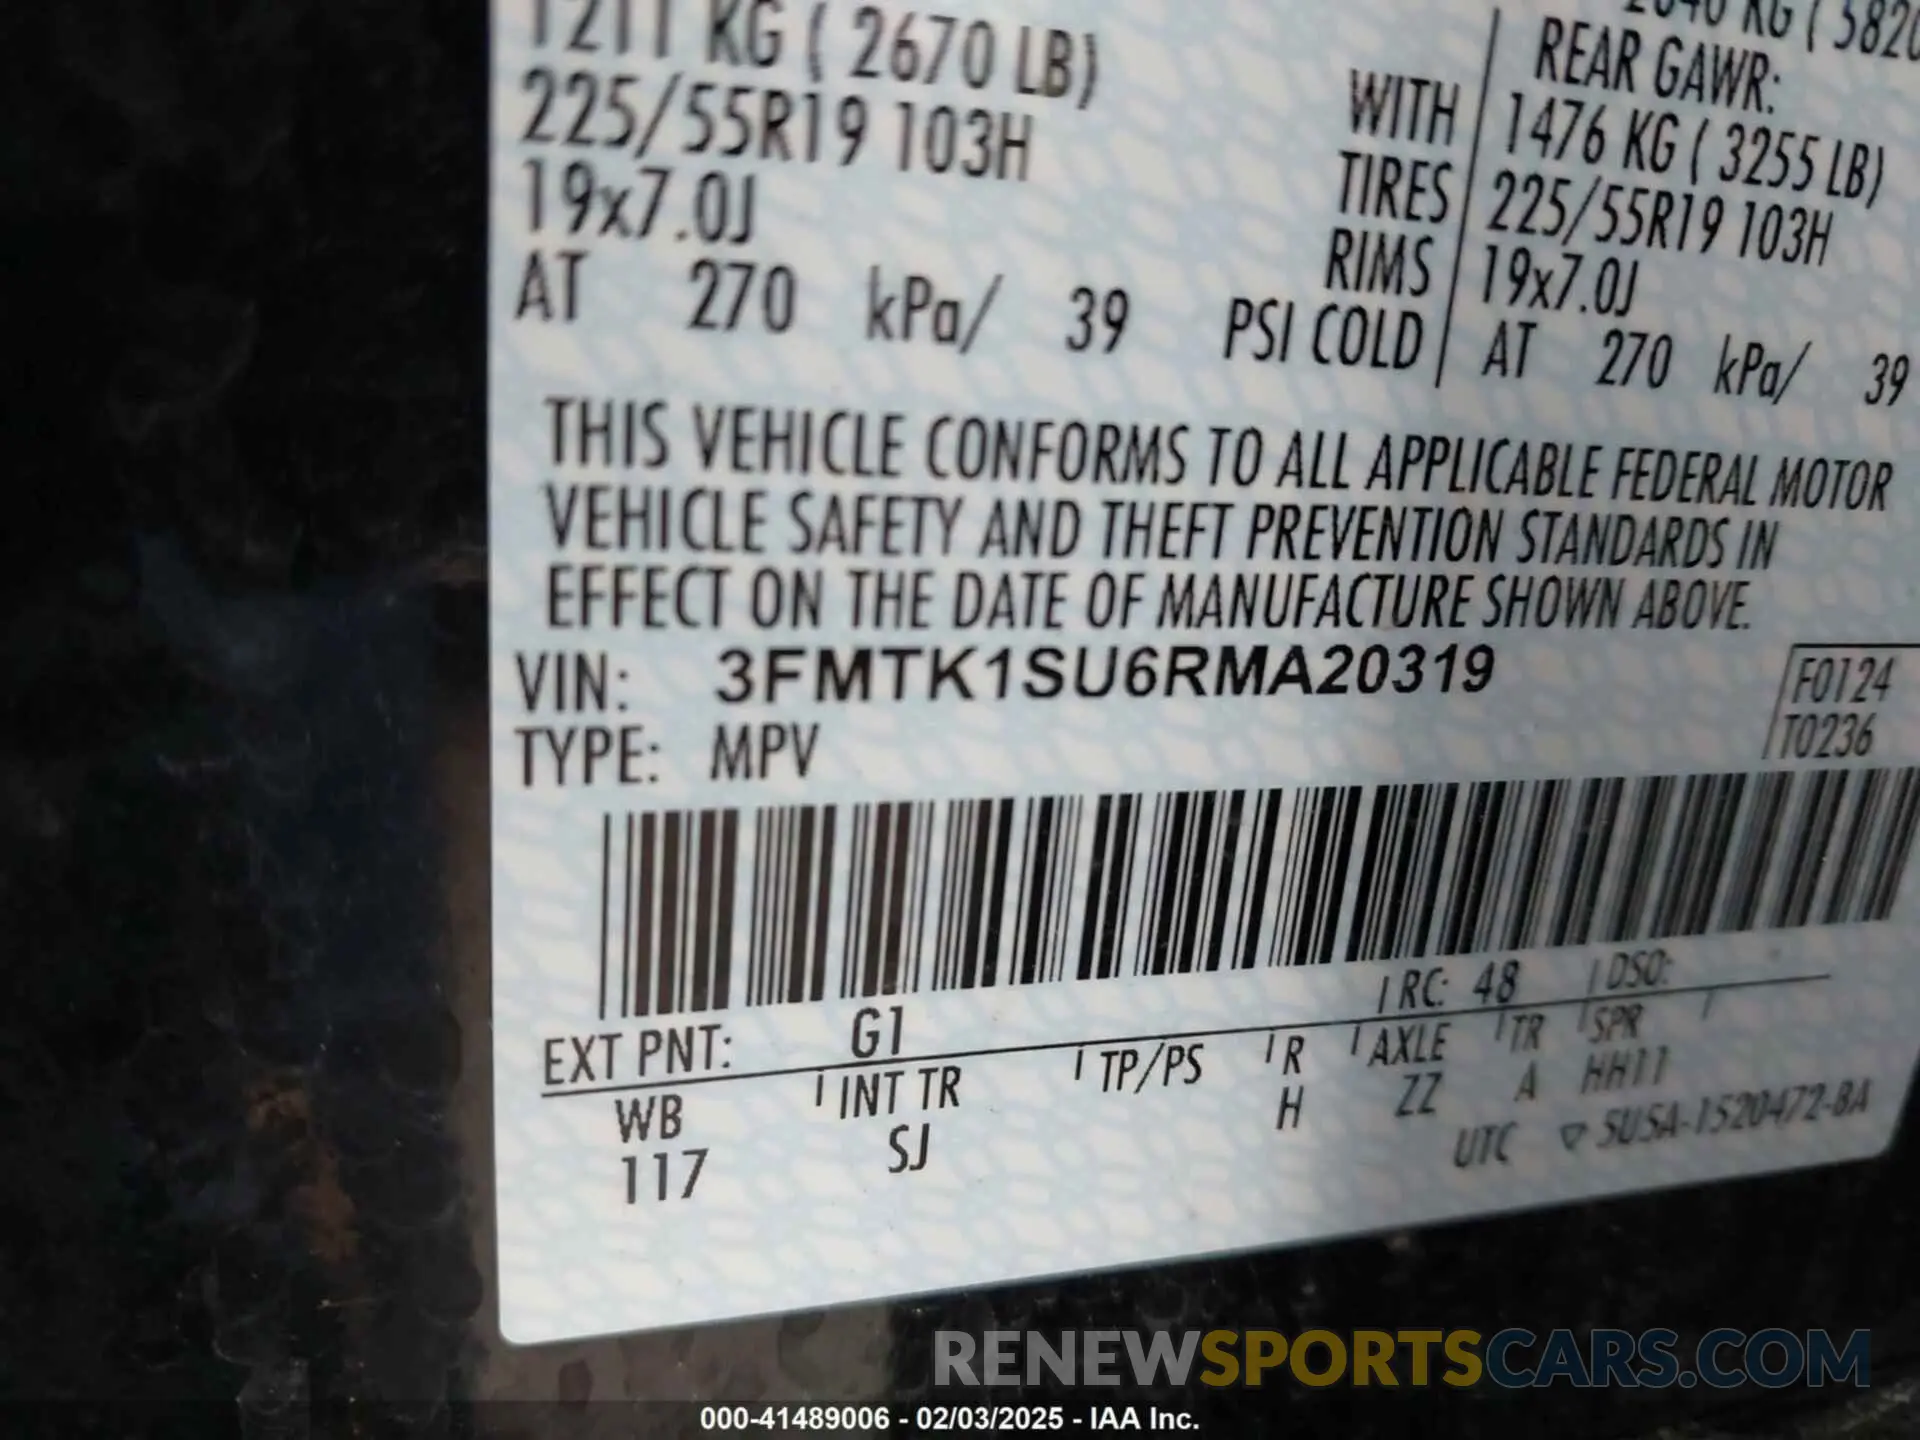 1211 KG ( 2670 LB)
225/55R19 103H
19x7.0J
AT 270 kPa/ 39 PSI COLD
WITH
TIRES
RIMS
REAR GAWR:
1476 KG ( 3255 LB)
225/55R19 103H
19x7.0J
AT 270 kPa/ 39
THIS VEHICLE CONFORMS TO ALL APPLICABLE FEDERAL MOTOR
VEHICLE SAFETY AND THEFT PREVENTION STANDARDS IN
EFFECT ON THE DATE OF MANUFACTURE SHOWN ABOVE.
VIN: 3FMTK1SU6RMA20319
TYPE: MPV
F0124
T0236
EXT PNT: G1 RC: 48 DSO:
WB INT TR TP/PS R AXLE TR SPR
117 SJ H ZZ A HH11
UTC SU5A-1520472-BA
RENEWSPORTSCARS.COM
000-41489006 - 02/03/2025 - IAA Inc.